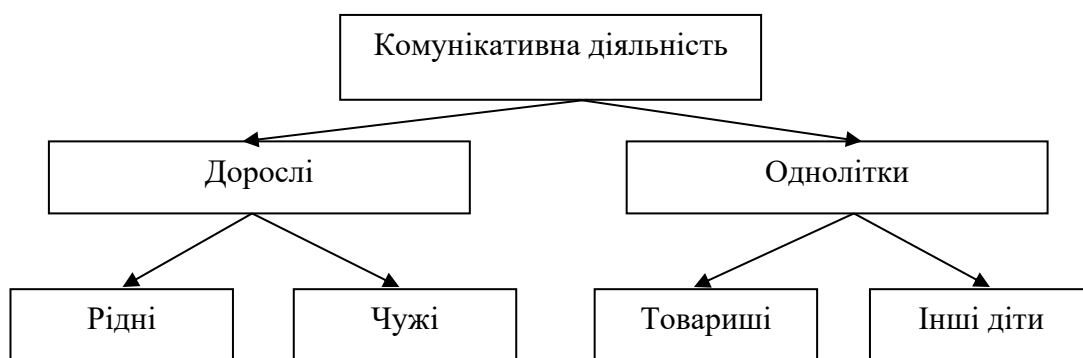 Комунікативна діяльність
Дорослі
Однолітки
Рідні
Чужі
Товариші
Інші діти